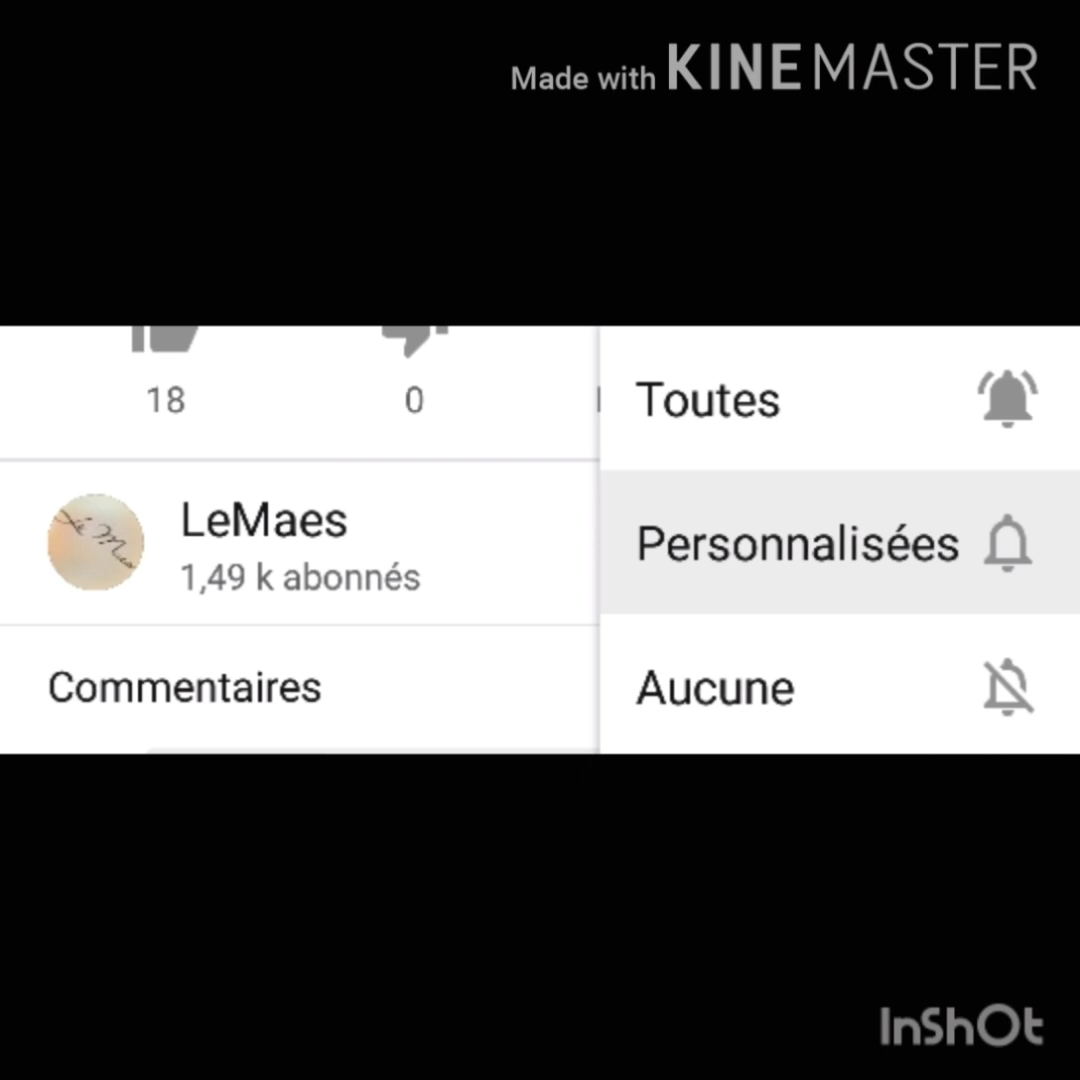 Made with KINEMASTER
18
0
LeMaes
1,49 k abonnés
Commentaires
Toutes
Personnalisées
Aucune
InShOt